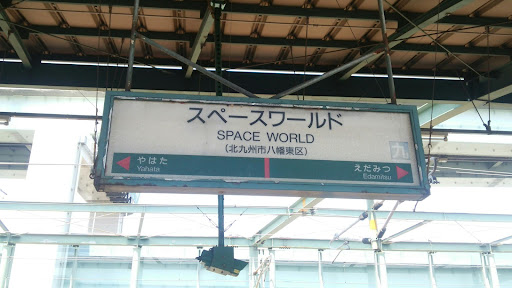 スペースワールド
SPACE WORLD
(北九州市八幡東区)
九
やはた
Yahata
えだみつ
Edamitsu